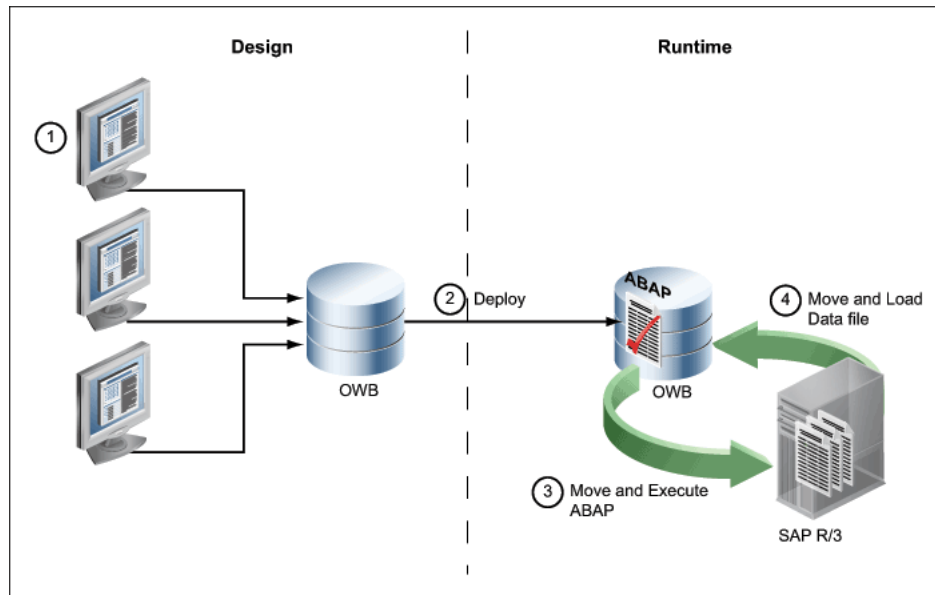 Design
Runtime
1
2 Deploy
ABAP
4 Move and Load
Data file
OWB
OWB
3 Move and Execute
ABAP
SAP R/3